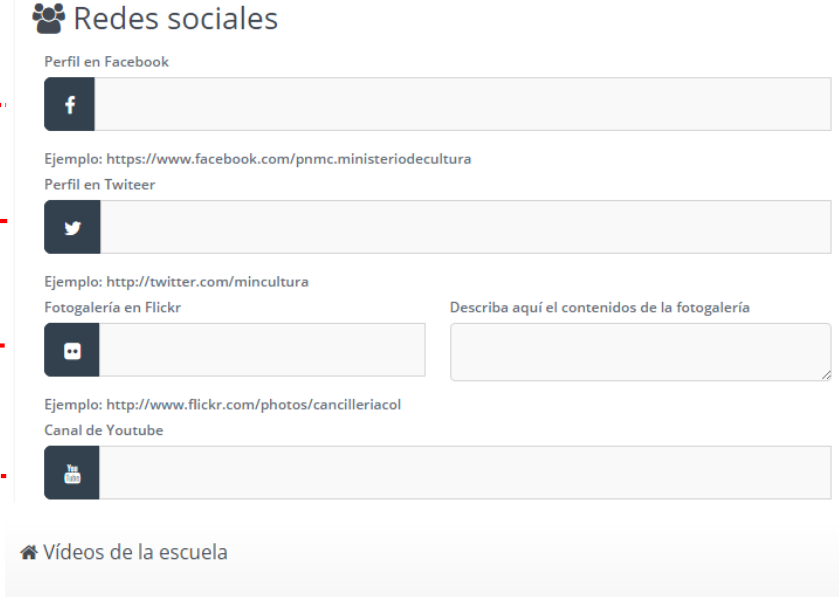 Redes sociales
Perfil en Facebook
Ejemplo: https://www.facebook.com/pnmc.ministeriodecultura
Perfil en Twiteer
Ejemplo: http://twitter.com/mincultura
Fotogalería en Flickr
Describa aquí el contenidos de la fotogalería
Ejemplo: http://www.flickr.com/photos/cancilleriacol
Canal de Youtube
You
Tube
Vídeos de la escuela